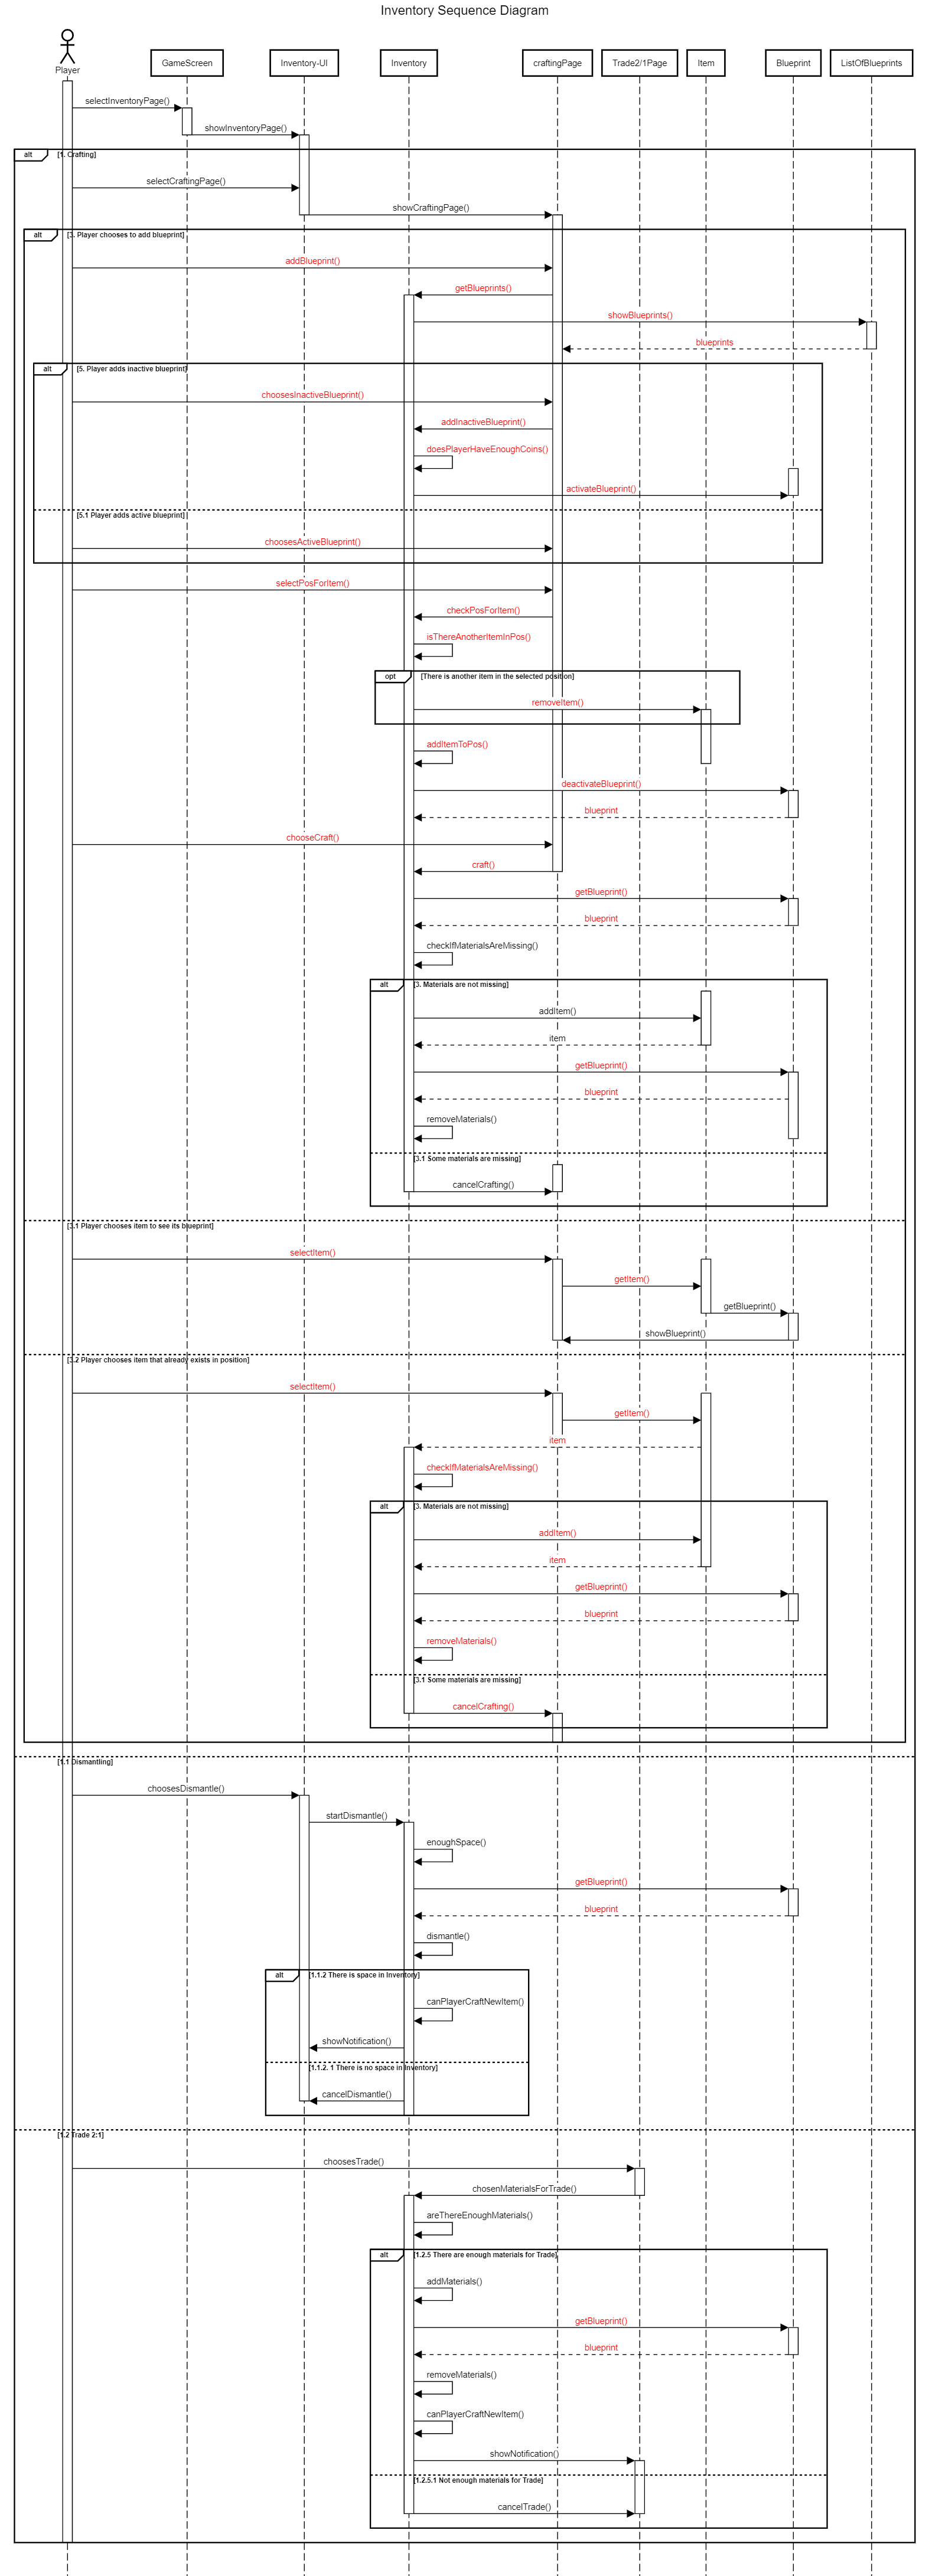 Inventory Sequence Diagram
Player
GameScreen
Inventory-UI
Inventory
craftingPage
Trade2/1Page
Item
Blueprint
ListOfBlueprints
selectInventoryPage()
showInventoryPage()
alt
[1. Crafting]
selectCraftingPage()
showCraftingPage()
alt
[3. Player chooses to add blueprint]
addBlueprint()
getBlueprints()
showBlueprints()
blueprints
alt
[5. Player adds inactive blueprint]
choosesInactiveBlueprint()
addInactiveBlueprint()
doesPlayerHaveEnoughCoins()
activateBlueprint()
[5.1 Player adds active blueprint]
choosesActiveBlueprint()
selectPosForItem()
checkPosForItem()
isThereAnotherItemInPos()
opt
[There is another item in the selected position]
removeItem()
addItemToPos()
deactivateBlueprint()
blueprint
chooseCraft()
craft()
getBlueprint()
blueprint
checkIfMaterialsAreMissing()
alt
[3. Materials are not missing]
addItem()
item
getBlueprint()
blueprint
removeMaterials()
[3.1 Some materials are missing]
cancelCrafting()
[3.1 Player chooses item to see its blueprint]
selectItem()
getItem()
getBlueprint()
showBlueprint()
[3.2 Player chooses item that already exists in position]
selectItem()
getItem()
item
checkIfMaterialsAreMissing()
alt
[3. Materials are not missing]
addItem()
item
getBlueprint()
blueprint
removeMaterials()
[3.1 Some materials are missing]
cancelCrafting()
[1.1 Dismantling]
choosesDismantle()
startDismantle()
enoughSpace()
getBlueprint()
blueprint
dismantle()
alt
[1.1.2 There is space in Inventory]
canPlayerCraftNewItem()
showNotification()
[1.1.2. 1 There is no space in Inventory]
cancelDismantle()
[1.2 Trade 2:1]
choosesTrade()
chosenMaterialsForTrade()
areThereEnoughMaterials()
alt
[1.2.5 There are enough materials for Trade]
addMaterials()
getBlueprint()
blueprint
removeMaterials()
canPlayerCraftNewItem()
showNotification()
[1.2.5.1 Not enough materials for Trade]
cancelTrade()